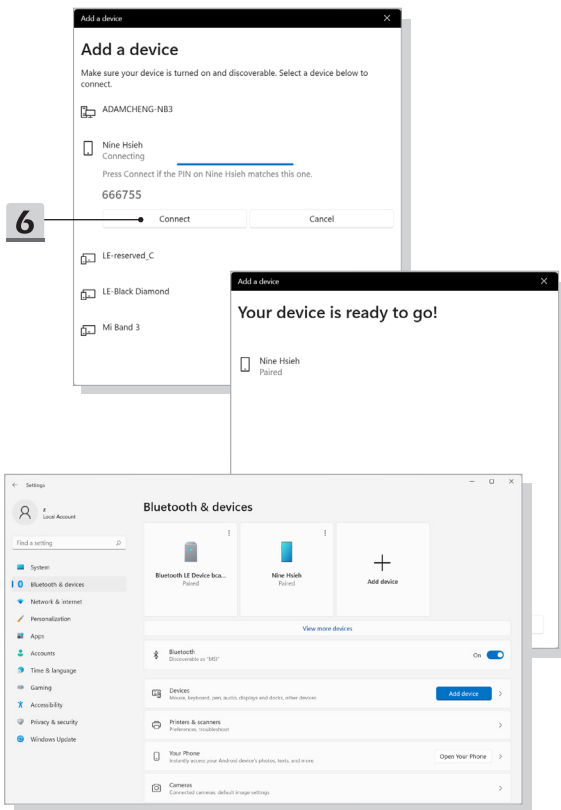 Add a device
Add a device
Make sure your device is turned on and discoverable. Select a device below to
connect.
ADAMCHENG-NB3
Nine Hsieh
Connecting
Press Connect if the PIN on Nine Hsieh matches this one.
666755
6
Connect
Cancel
LE-reserved_C
LE-Black Diamond
Mi Band 3
Add a device
Your device is ready to go!
Nine Hsieh
Paired
Settings
Local Account
Find a setting
System
Bluetooth & devices
Network & internet
Personalization
Apps
Accounts
Time & language
Gaming
Accessibility
Privacy & security
Windows Update
Bluetooth & devices
Bluetooth LE Device bca...
Paired
Nine Hsieh
Paired
Add device
View more devices
Bluetooth
Discoverable as "MSI"
On
Devices
Mouse, keyboard, pen, audio, displays and docks, other devices
Add device
Printers & scanners
Preferences, troubleshoot
Your Phone
Instantly access your Android device's photos, texts, and more
Open Your Phone
Cameras
Connected cameras, default image settings